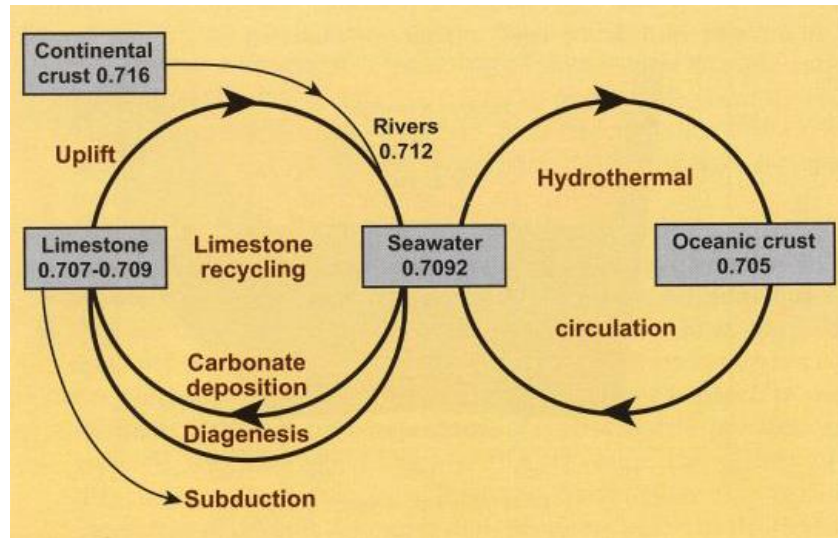 Continental
crust 0.716
Rivers
0.712
Uplift
Hydrothermal
Limestone
0.707-0.709
Limestone
recycling
Seawater
0.7092
Oceanic crust
0.705
circulation
Carbonate
deposition
Diagenesis
Subduction